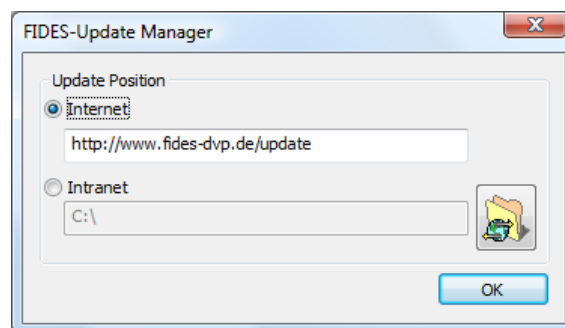 FIDES-Update Manager
Update Position
Internet
http://www.fides-dvp.de/update
Intranet
C:\
OK